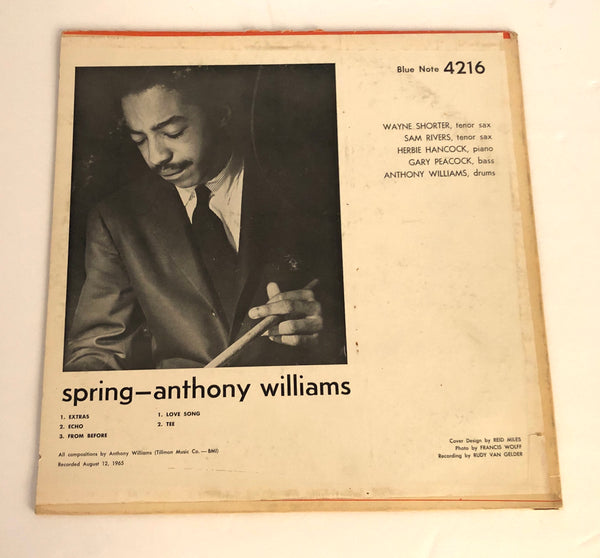 Blue Note 4216
WAYNE SHORTER, tenor sax
SAM RIVERS, tenor sax
HERBIE HANCOCK, piano
GARY PEACOCK, bass
ANTHONY WILLIAMS, drums
spring—anthony williams
1. EXTRAS
2. ECHO
3. FROM BEFORE
1. LOVE SONG
2. TEE
All compositions by Anthony Williams (Tillmon Music Co.—BMI)
Recorded August 12, 1965
Cover Design by REID MILES
Photo by FRANCIS WOLFF
Recording by RUDY VAN GELDER